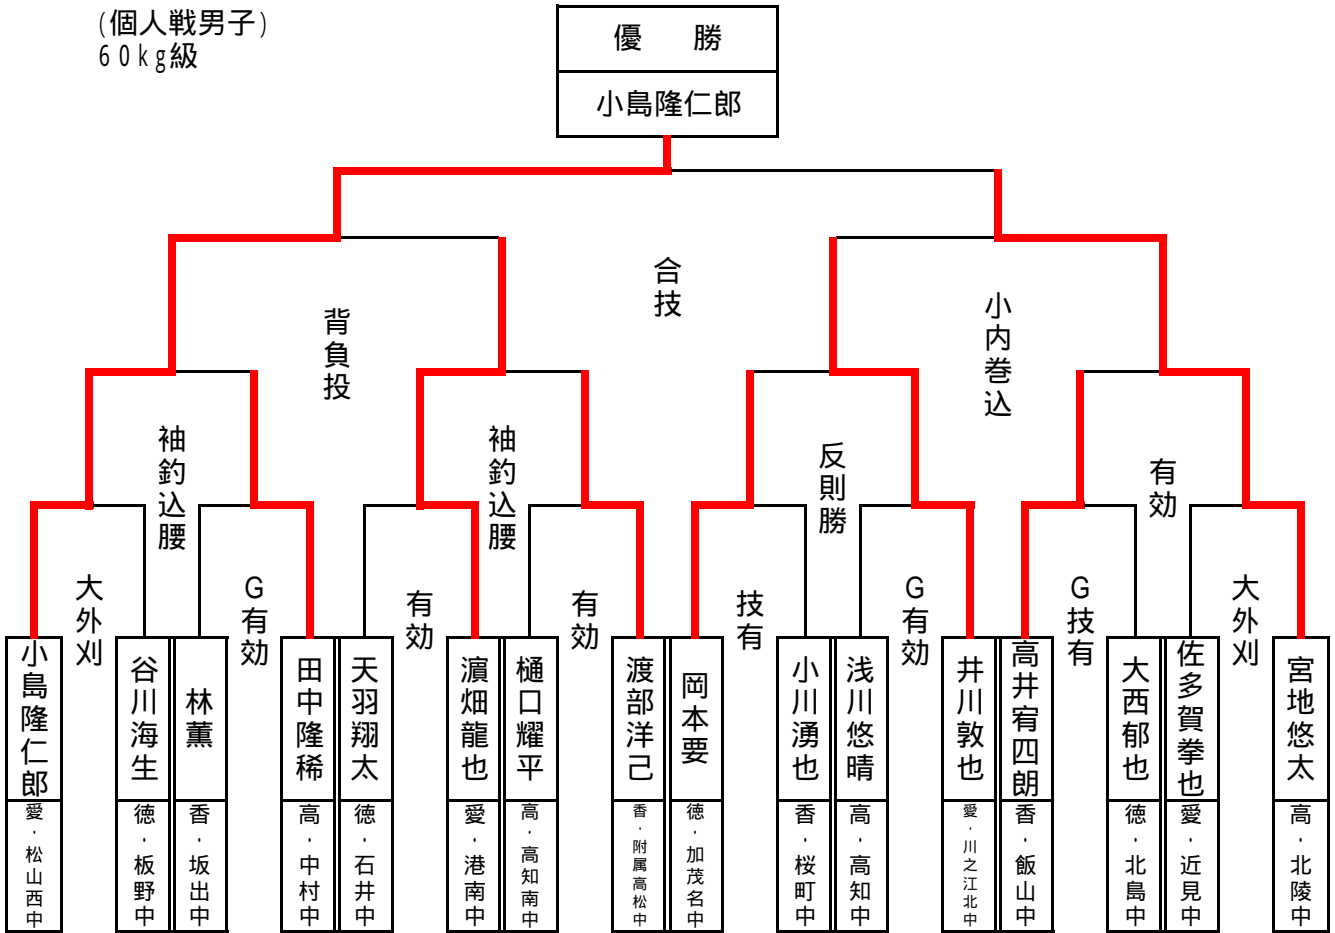 (個人戦男子)
60kg級
優 勝
小島隆仁郎
合技
背負投
小内巻込
袖釣込腰
袖釣込腰
反則勝
有効
大外刈
G有効
有効
有効
技有
G有効
G技有
大外刈
小島隆仁郎
谷川海生
林薫
田中隆稀
天羽翔太
濵畑龍也
樋口耀平
渡部洋己
岡本要
小川湧也
浅川悠晴
井川敦也
高井宥四朗
大西郁也
佐多賀拳也
宮地悠太
愛・松山西中
徳・板野中
香・坂出中
高・中村中
徳・石井中
愛・港南中
高・高知南中
香・附属高松中
徳・加茂名中
香・桜町中
高・高知中
愛・川之江北中
香・飯山中
徳・北島中
愛・近見中
高・北陵中